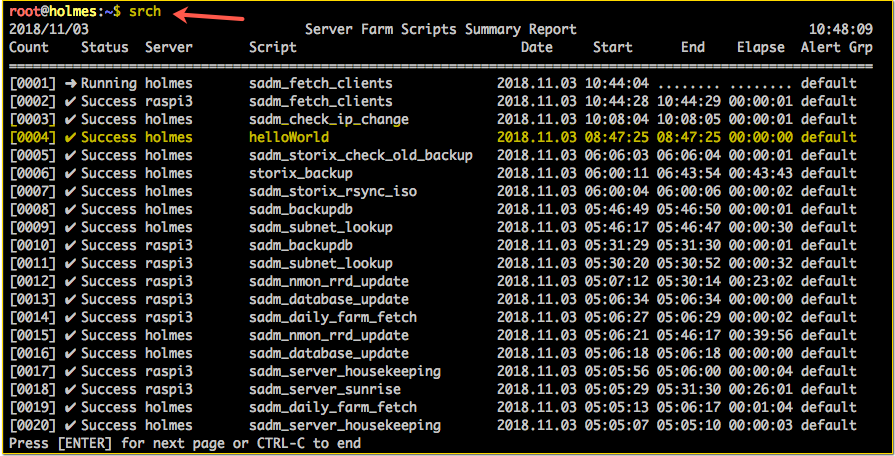 root@holmes:~$ srch
2018/11/03 Server Farm Scripts Summary Report 10:48:09
Count Status Server Script Date Start End Elapse Alert Grp
================================================================================
[0001] ➜ Running holmes sadm_fetch_clients 2018.11.03 10:44:04 ........ ........ default
[0002] ✔ Success raspi3 sadm_fetch_clients 2018.11.03 10:44:28 10:44:29 00:00:01 default
[0003] ✔ Success holmes sadm_check_ip_change 2018.11.03 10:08:04 10:08:05 00:00:01 default
[0004] ✔ Success holmes helloWorld 2018.11.03 08:47:25 08:47:25 00:00:00 default
[0005] ✔ Success holmes sadm_storix_check_old_backup 2018.11.03 06:06:03 06:06:04 00:00:01 default
[0006] ✔ Success holmes storix_backup 2018.11.03 06:00:11 06:43:54 00:43:43 default
[0007] ✔ Success holmes sadm_storix_rsync_iso 2018.11.03 06:00:04 06:00:06 00:00:02 default
[0008] ✔ Success holmes sadm_backupdb 2018.11.03 05:46:49 05:46:50 00:00:01 default
[0009] ✔ Success holmes sadm_subnet_lookup 2018.11.03 05:46:17 05:46:47 00:00:30 default
[0010] ✔ Success raspi3 sadm_backupdb 2018.11.03 05:31:29 05:31:30 00:00:01 default
[0011] ✔ Success raspi3 sadm_subnet_lookup 2018.11.03 05:30:20 05:30:52 00:00:32 default
[0012] ✔ Success raspi3 sadm_nmon_rrd_update 2018.11.03 05:07:12 05:30:14 00:23:02 default
[0013] ✔ Success raspi3 sadm_database_update 2018.11.03 05:06:34 05:06:34 00:00:00 default
[0014] ✔ Success raspi3 sadm_daily_farm_fetch 2018.11.03 05:06:27 05:06:29 00:00:02 default
[0015] ✔ Success holmes sadm_nmon_rrd_update 2018.11.03 05:06:21 05:46:17 00:39:56 default
[0016] ✔ Success holmes sadm_database_update 2018.11.03 05:06:18 05:06:18 00:00:00 default
[0017] ✔ Success raspi3 sadm_server_housekeeping 2018.11.03 05:05:56 05:06:00 00:00:04 default
[0018] ✔ Success raspi3 sadm_server_sunrise 2018.11.03 05:05:29 05:31:30 00:26:01 default
[0019] ✔ Success holmes sadm_daily_farm_fetch 2018.11.03 05:05:13 05:06:17 00:01:04 default
[0020] ✔ Success holmes sadm_server_housekeeping 2018.11.03 05:05:07 05:05:10 00:00:03 default
Press [ENTER] for next page or CTRL-C to end